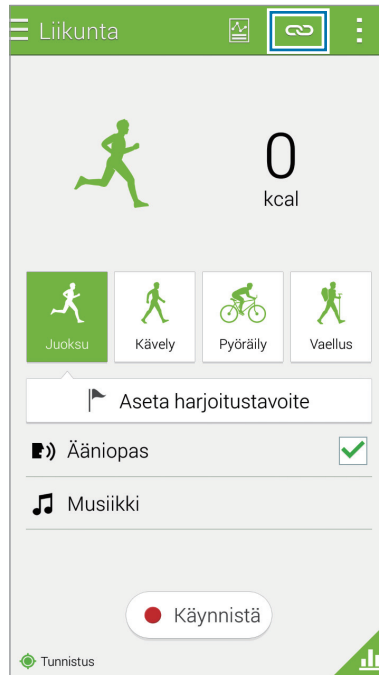 Liikunta
0
kcal
Juoksu
Kävely
Pyöräily
Vaellus
Aseta harjoitustavoite
Ääniopas
Musiikki
Käynnistä
Tunnistus